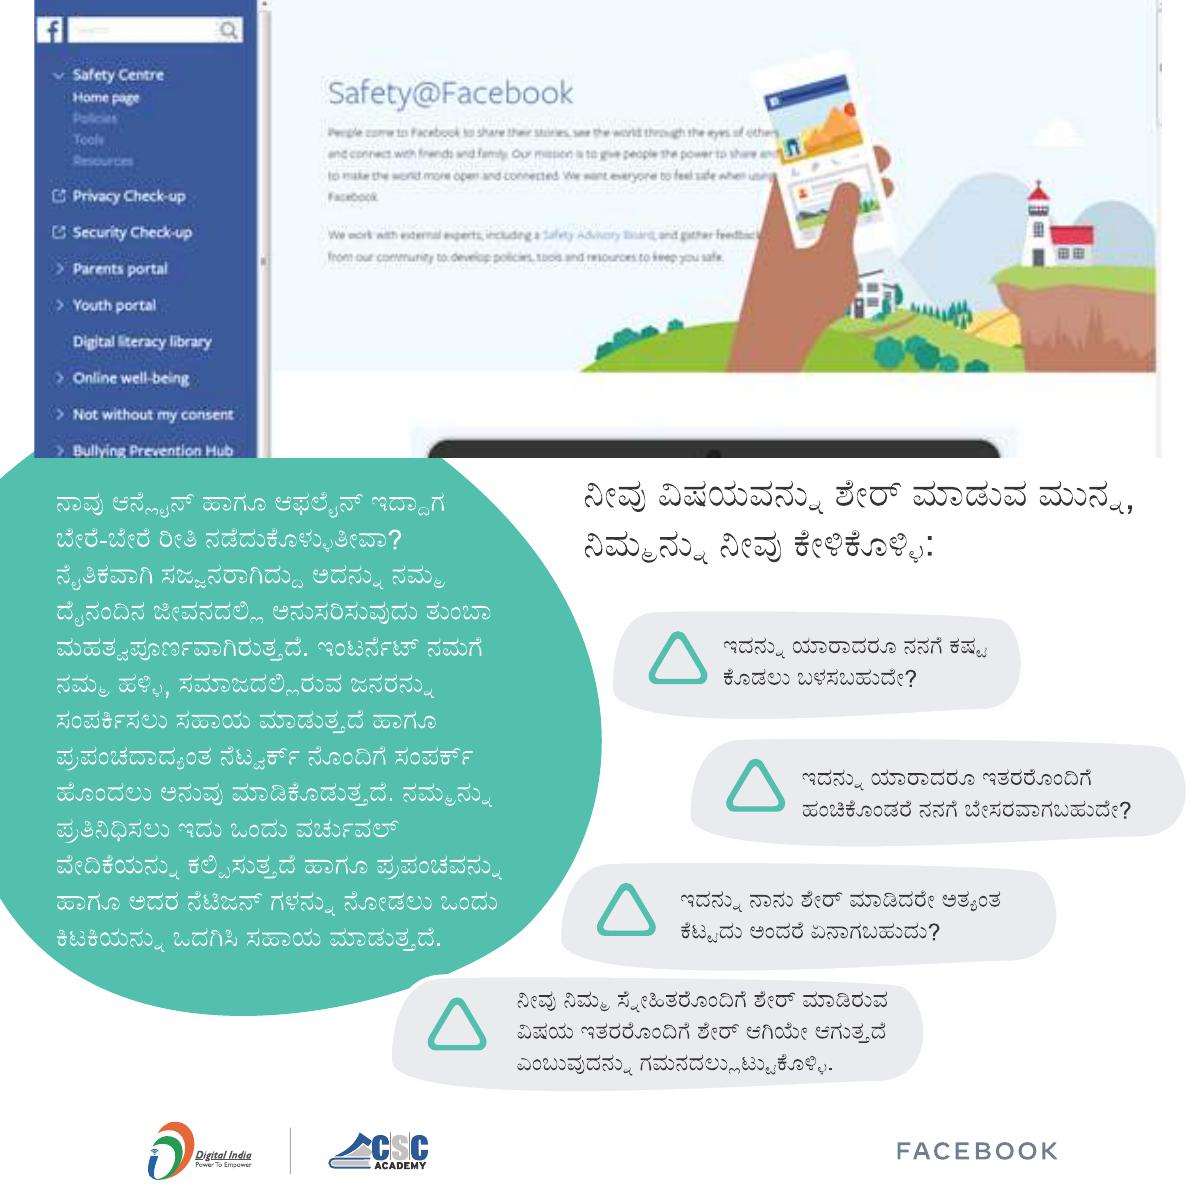 Safety Centre
Home page
Policies
Tools
Resources
Privacy Check-up
Security Check-up
Parents portal
Youth portal
Digital literacy library
Online well-being
Not without my consent
Bullying Prevention Hub
Safety@Facebook
People come to Facebook to share their stories, see the world through the eyes of others
and connect with friends and family. Our mission is to give people the power to share and
to make the world more open and connected. We want everyone to feel safe when using
Facebook.
We work with external experts, including a Safety Advisory Board, and gather feedback
from our community to develop policies, tools and resources to keep you safe.
ನಾವು ಆನ್ಲೈನ್ ಹಾಗೂ ಆಫಲೈನ್ ಇದ್ದಾಗ
ಬೇರೆ-ಬೇರೆ ರೀತಿ ನಡೆದುಕೊಳ್ಳುತೀವಾ?
ನೈತಿಕವಾಗಿ ಸಜ್ಜನರಾಗಿದ್ದು ಅದನ್ನು ನಮ್ಮ
ದೈನಂದಿನ ಜೀವನದಲ್ಲಿ ಅನುಸರಿಸುವುದು ತುಂಬಾ
ಮಹತ್ವಪೂರ್ಣವಾಗಿರುತ್ತದೆ. ಇಂಟರ್ನೆಟ್ ನಮಗೆ
ನಮ್ಮ ಹಳ್ಳಿ, ಸಮಾಜದಲ್ಲಿರುವ ಜನರನ್ನು
ಸಂಪರ್ಕಿಸಲು ಸಹಾಯ ಮಾಡುತ್ತದೆ ಹಾಗೂ
ಪ್ರಪಂಚದಾದ್ಯಂತ ನೆಟ್ವರ್ಕ್ ನೊಂದಿಗೆ ಸಂಪರ್ಕ್
ಹೊಂದಲು ಅನುವು ಮಾಡಿಕೊಡುತ್ತದೆ. ನಮ್ಮನ್ನು
ಪ್ರತಿನಿಧಿಸಲು ಇದು ಒಂದು ವರ್ಚುವಲ್
ವೇದಿಕೆಯನ್ನು ಕಲ್ಪಿಸುತ್ತದೆ ಹಾಗೂ ಪ್ರಪಂಚವನ್ನು
ಹಾಗೂ ಅದರ ನೆಟಿಜನ್ ಗಳನ್ನು ನೋಡಲು ಒಂದು
ಕಿಟಕಿಯನ್ನು ಒದಗಿಸಿ ಸಹಾಯ ಮಾಡುತ್ತದೆ.
ನೀವು ವಿಷಯವನ್ನು ಶೇರ್ ಮಾಡುವ ಮುನ್ನ,
ನಿಮ್ಮನ್ನು ನೀವು ಕೇಳಿಕೊಳ್ಳಿ:
ಇದನ್ನು ಯಾರಾದರೂ ನನಗೆ ಕಷ್ಟ
ಕೊಡಲು ಬಳಸಬಹುದೇ?
ಇದನ್ನು ಯಾರಾದರೂ ಇತರರೊಂದಿಗೆ
ಹಂಚಿಕೊಂಡರೆ ನನಗೆ ಬೇಸರವಾಗಬಹುದೇ?
ಇದನ್ನು ನಾನು ಶೇರ್ ಮಾಡಿದರೇ ಅತ್ಯಂತ
ಕೆಟ್ಟದು ಅಂದರೆ ಏನಾಗಬಹುದು?
ನೀವು ನಿಮ್ಮ ಸ್ನೇಹಿತರೊಂದಿಗೆ ಶೇರ್ ಮಾಡಿರುವ
ವಿಷಯ ಇತರರೊಂದಿಗೆ ಶೇರ್ ಆಗಿಯೇ ಆಗುತ್ತದೆ
ಎಂಬುವುದನ್ನು ಗಮನದಲ್ಲುಟ್ಟುಕೊಳ್ಳಿ.
Digital India
Power To Empower
CSC
ACADEMY
FACEBOOK